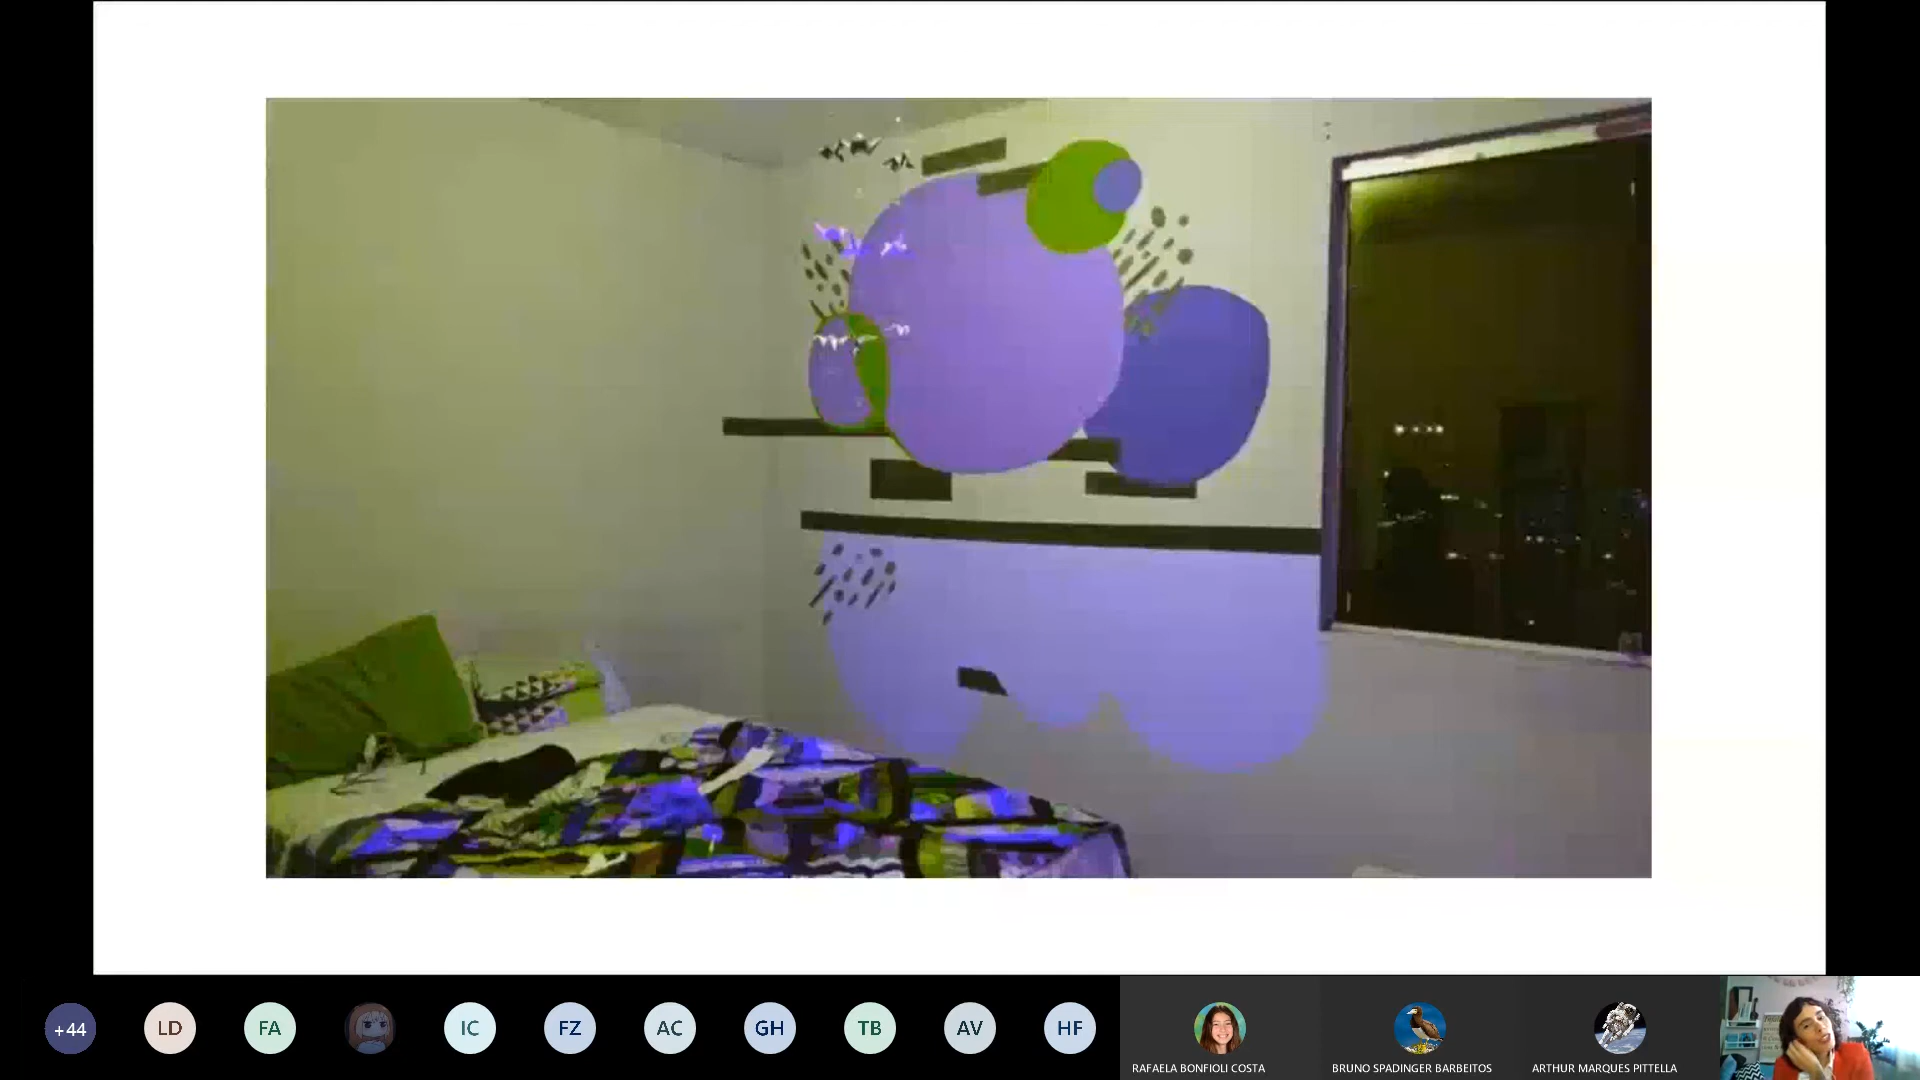 +44
LD
FA
IC
FZ
AC
GH
TB
AV
HF
RAFAELA BONFIOLI COSTA
BRUNO SPADINGER BARBEITOS
ARTHUR MARQUES PITTELLA